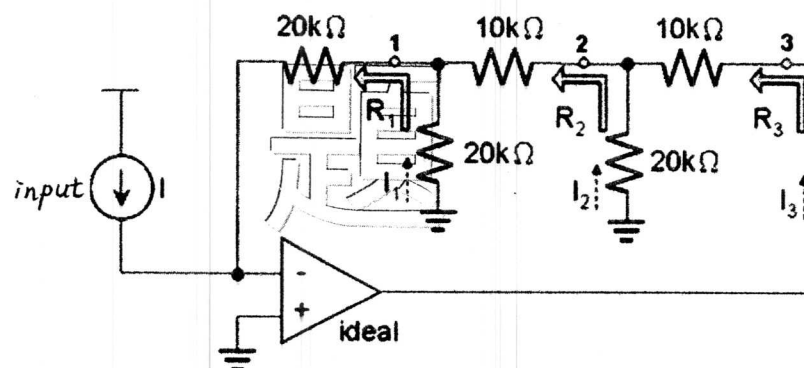 20kΩ 1 10kΩ 2 10kΩ 3
R₁ R₂ R₃
20kΩ 20kΩ
input I I₁ I₂ I₃
-
+
ideal